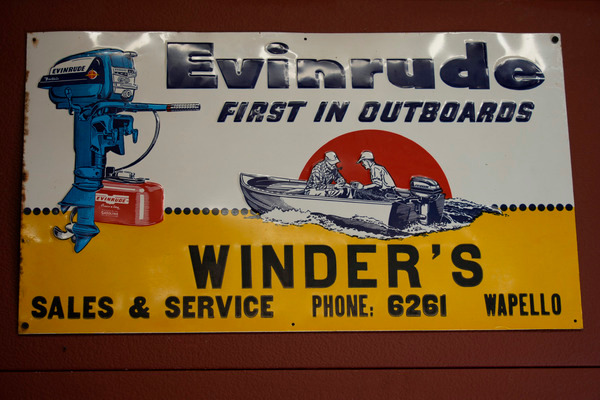 Evinrude
FIRST IN OUTBOARDS
EVINRUDE
EVINRUDE
WINDER'S
SALES & SERVICE PHONE: 6261 WAPELLO